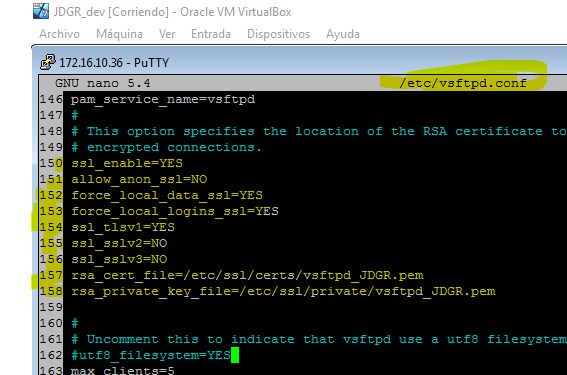 JDGR_dev [Corriendo] - Oracle VM VirtualBox
Archivo Máquina Ver Entrada Dispositivos Ayuda
172.16.10.36 - PuTTY
GNU nano 5.4 /etc/vsftpd.conf
146 pam_service_name=vsftpd
147 #
148 # This option specifies the location of the RSA certificate to
149 # encrypted connections.
150 ssl_enable=YES
151 allow_anon_ssl=NO
152 force_local_data_ssl=YES
153 force_local_logins_ssl=YES
154 ssl_tlsv1=YES
155 ssl_sslv2=NO
156 ssl_sslv3=NO
157 rsa_cert_file=/etc/ssl/certs/vsftpd_JDGR.pem
158 rsa_private_key_file=/etc/ssl/private/vsftpd_JDGR.pem
159
160 #
161 # Uncomment this to indicate that vsftpd use a utf8 filesystem
162 #utf8_filesystem=YES
163 max_clients=5